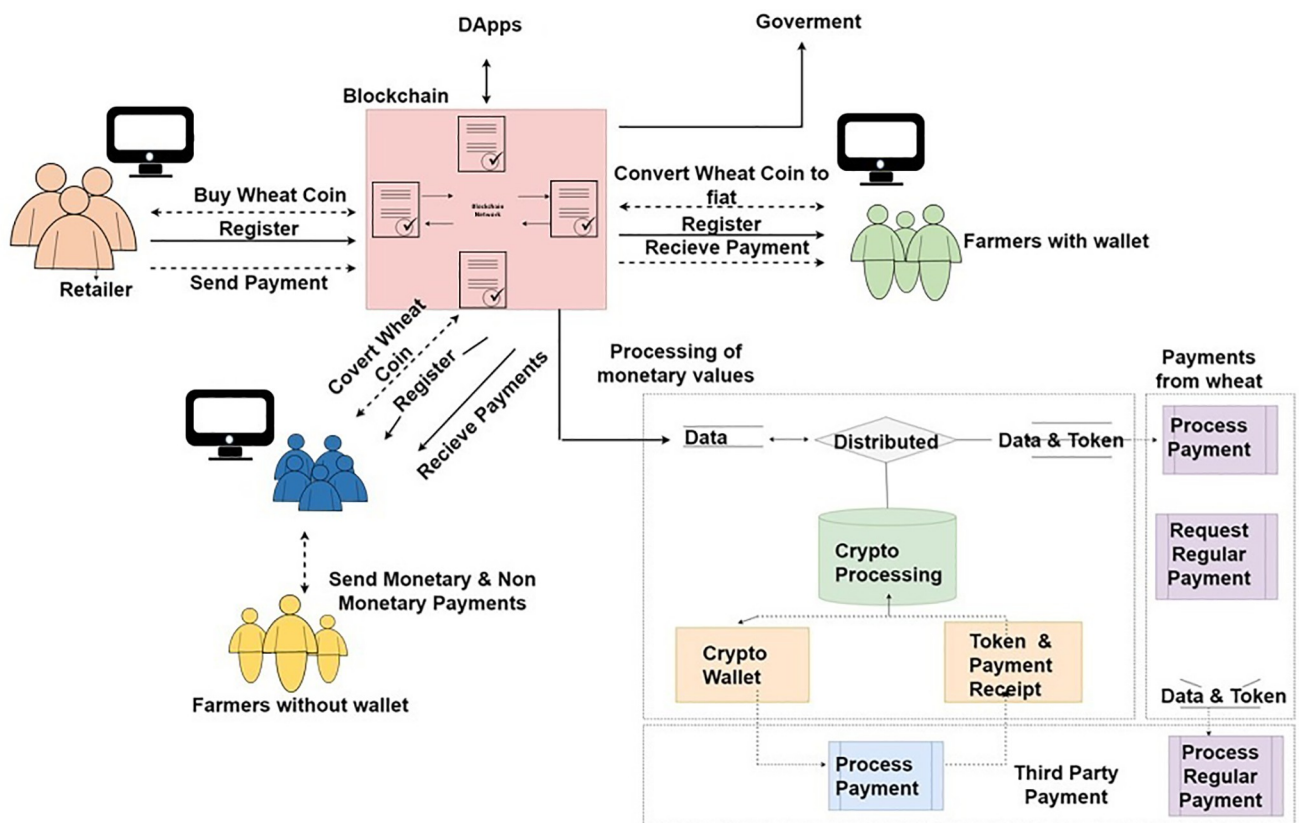 DApps
Goverment
Blockchain
Blockchain
Network
Buy Wheat Coin
Register
Send Payment
Retailer
Convert Wheat Coin to
fiat
Register
Recieve Payment
Farmers with wallet
Covert Wheat
Coin
Register
Recieve Payments
Send Monetary & Non
Monetary Payments
Farmers without wallet
Processing of
monetary values
Payments
from wheat
Data
Distributed
Data & Token
Process
Payment
Crypto
Processing
Request
Regular
Payment
Crypto
Wallet
Token &
Payment
Receipt
Data & Token
Process
Payment
Third Party
Payment
Process
Regular
Payment